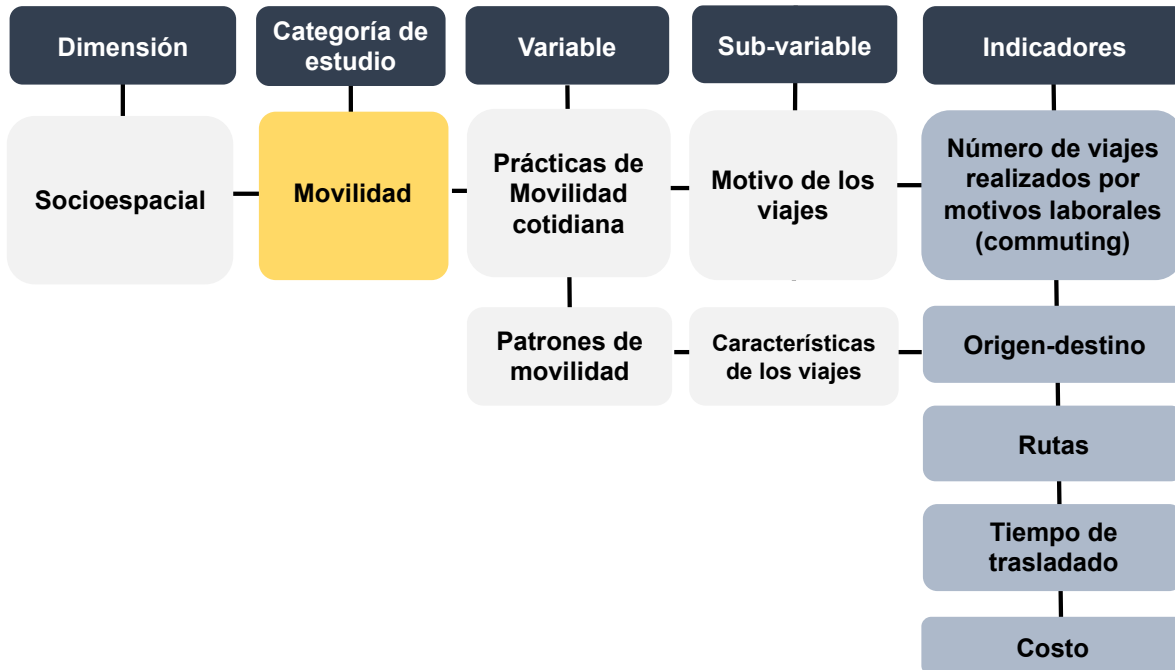 Dimensión
Categoría de
estudio
Variable
Sub-variable
Indicadores
Socioespacial
Movilidad
Prácticas de
Movilidad
cotidiana
Motivo de los
viajes
Número de viajes
realizados por
motivos laborales
(commuting)
Patrones de
movilidad
Características
de los viajes
Origen-destino
Rutas
Tiempo de
trasladado
Costo